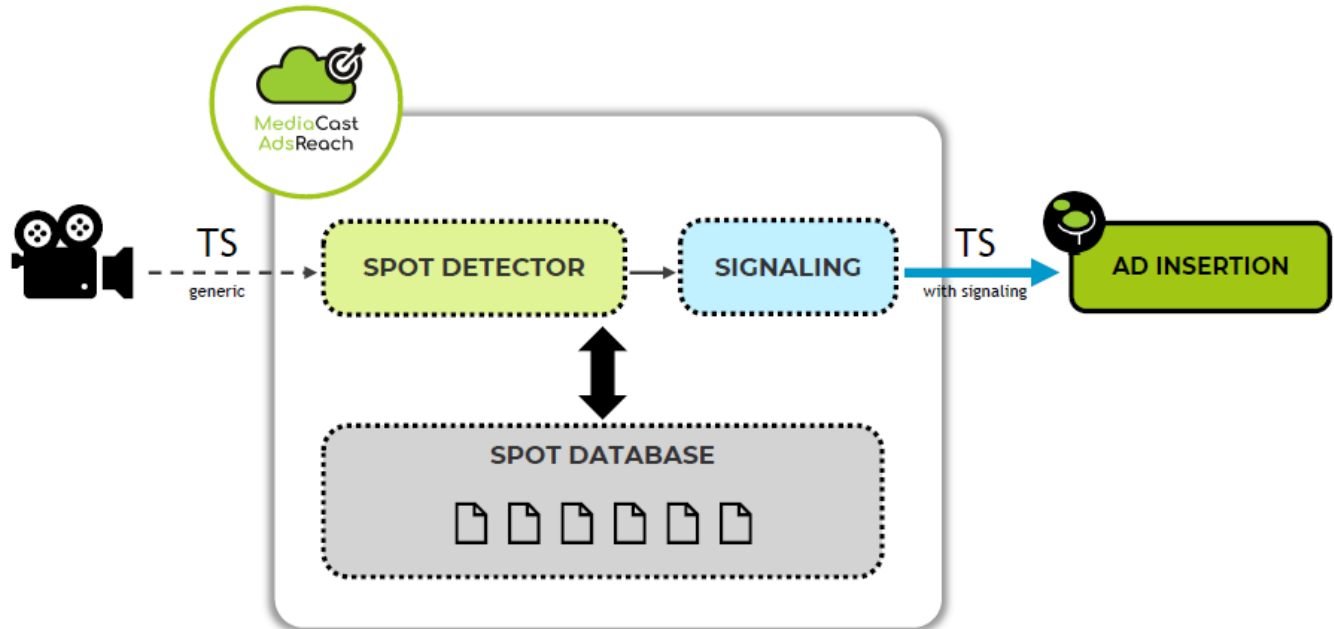 MediaCast
AdsReach
TS
generic
SPOT DETECTOR
SIGNALING
TS
with signaling
AD INSERTION
SPOT DATABASE